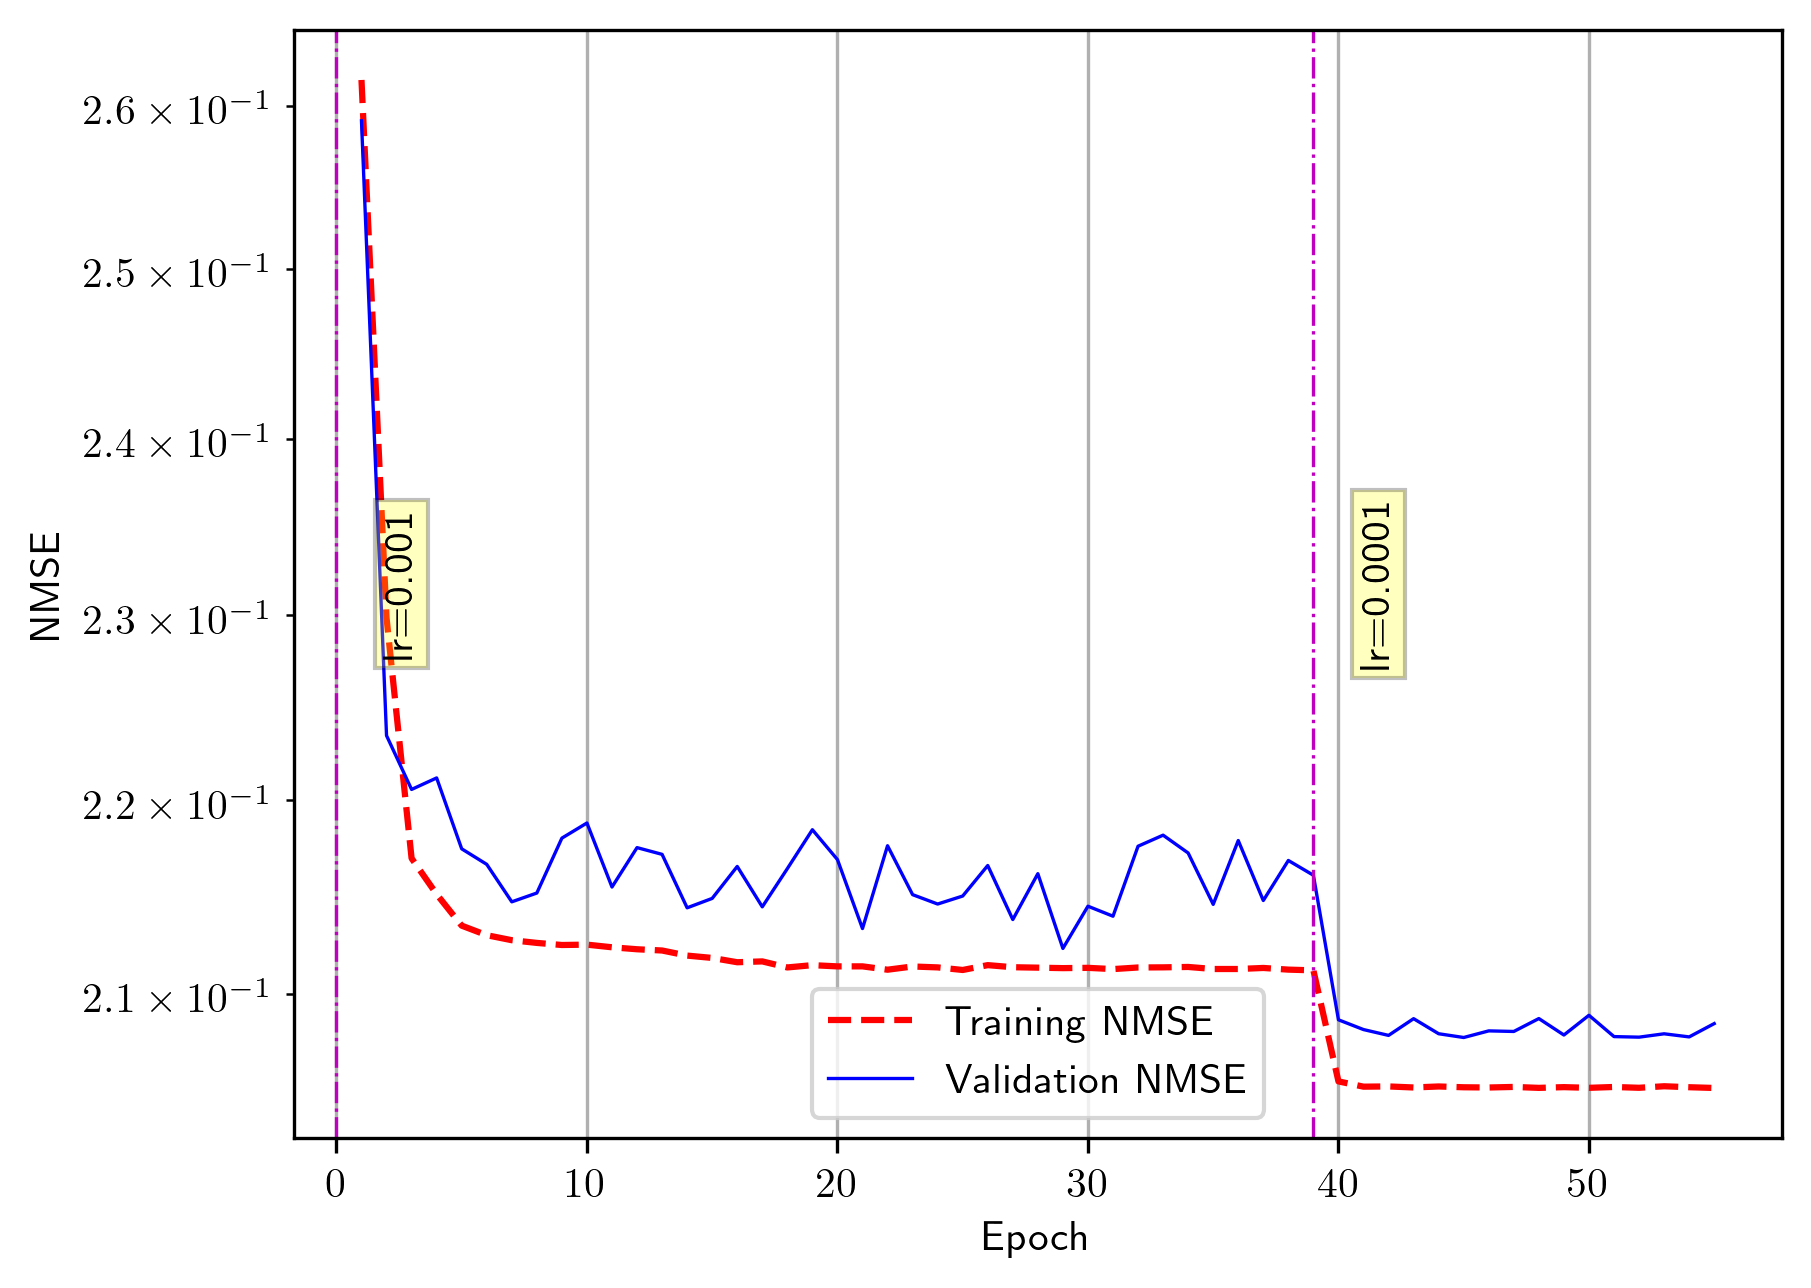 2.6 × 10⁻¹
2.5 × 10⁻¹
2.4 × 10⁻¹
2.3 × 10⁻¹
2.2 × 10⁻¹
2.1 × 10⁻¹
NMSE
lr=0.001
lr=0.0001
Training NMSE
Validation NMSE
0 10 20 30 40 50
Epoch